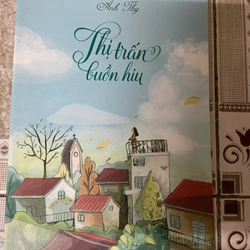 Anh Thy
Thị trấn
buồn hiu